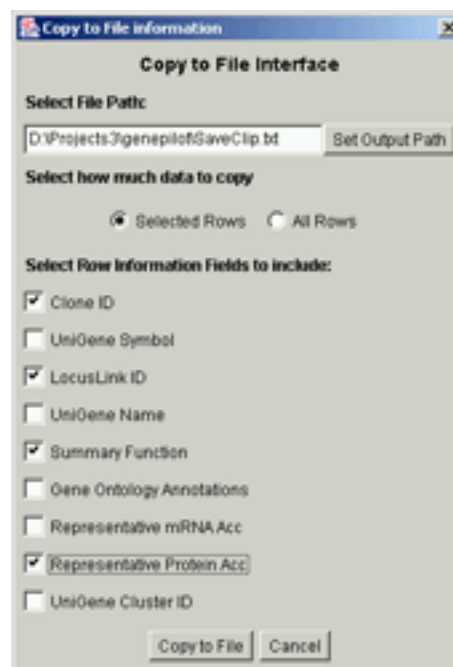 Copy to File information
Copy to File Interface
Select File Path:
D:\Projects3\genepilot\SaveClip.txt Set Output Path
Select how much data to copy
Selected Rows All Rows
Select Row Information Fields to include:
Clone ID
UniGene Symbol
LocusLink ID
UniGene Name
Summary Function
Gene Ontology Annotations
Representative mRNA Acc
Representative Protein Acc
UniGene Cluster ID
Copy to File Cancel